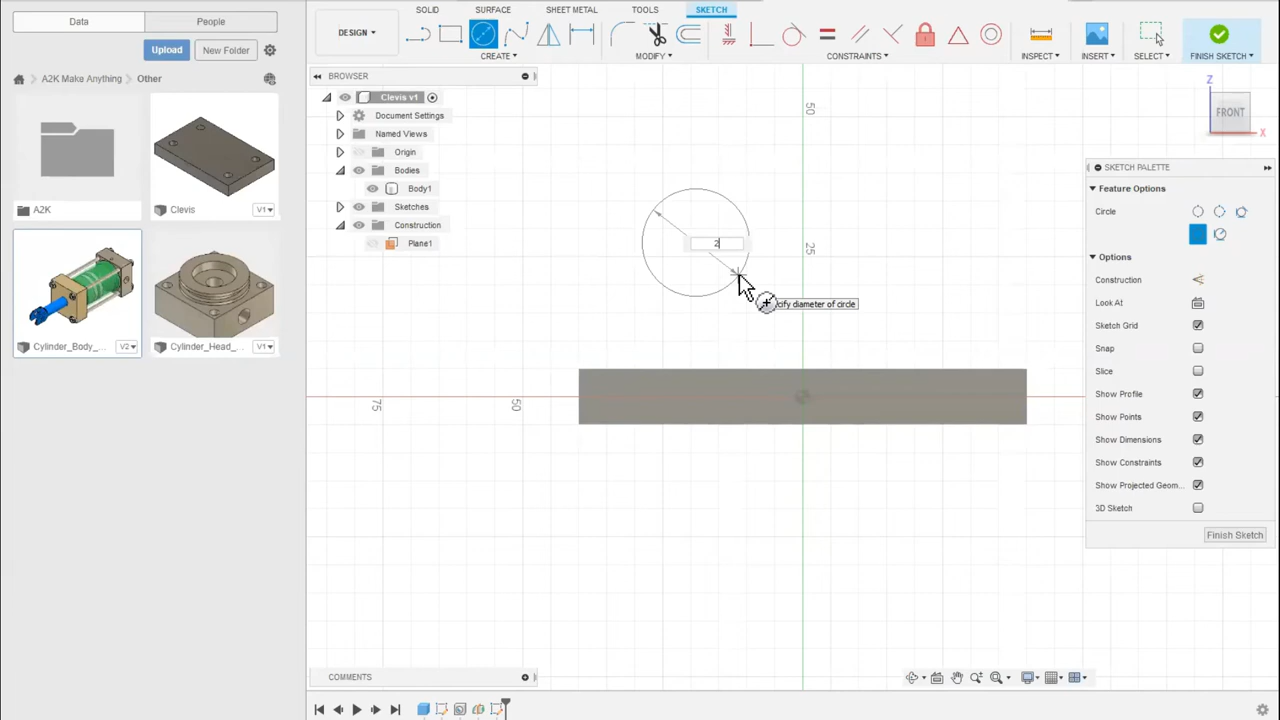 Data
People
Upload
New Folder
A2K Make Anything
Other
A2K
Clevis
V1
Cylinder_Body_...
V2
Cylinder_Head_...
V1
DESIGN
SOLID
SURFACE
SHEET METAL
TOOLS
SKETCH
CREATE
MODIFY
CONSTRAINTS
INSPECT
INSERT
SELECT
FINISH SKETCH
BROWSER
Clevis v1
Document Settings
Named Views
Origin
Bodies
Body1
Sketches
Construction
Plane1
50
25
75
50
2
cify diameter of circle
Z
FRONT
X
SKETCH PALETTE
Feature Options
Circle
Options
Construction
Look At
Sketch Grid
Snap
Slice
Show Profile
Show Points
Show Dimensions
Show Constraints
Show Projected Geom...
3D Sketch
Finish Sketch
COMMENTS